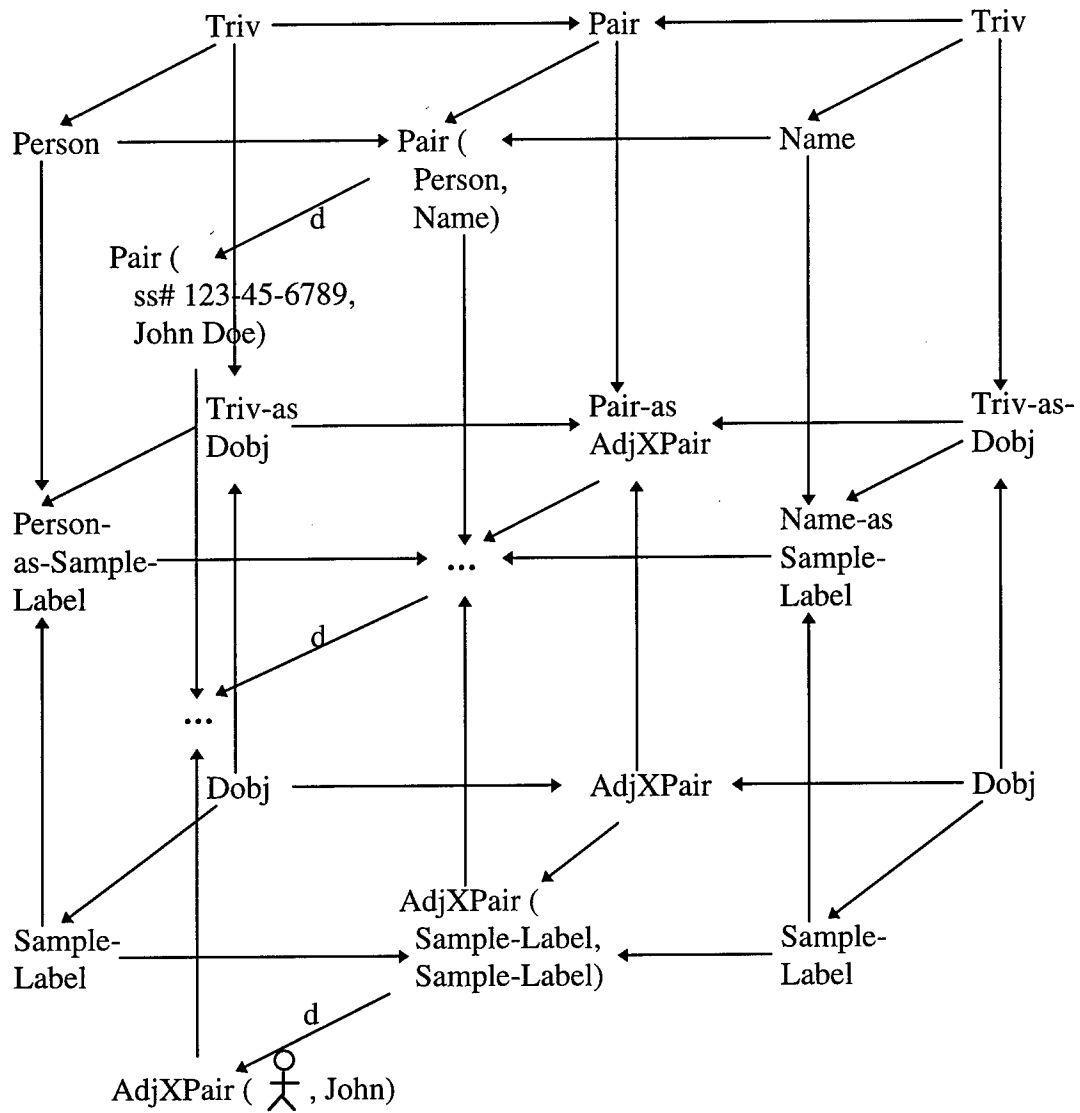 Triv
Pair
Triv
Person
Pair (
Person,
Name)
Name
d
Pair (
ss# 123-45-6789,
John Doe)
Triv-as
Dobj
Pair-as
AdjXPair
Triv-as-
Dobj
Person-
as-Sample-
Label
...
Name-as
Sample-
Label
d
...
Dobj
AdjXPair
Dobj
Sample-
Label
AdjXPair (
Sample-Label,
Sample-Label)
Sample-
Label
d
AdjXPair ( , John)